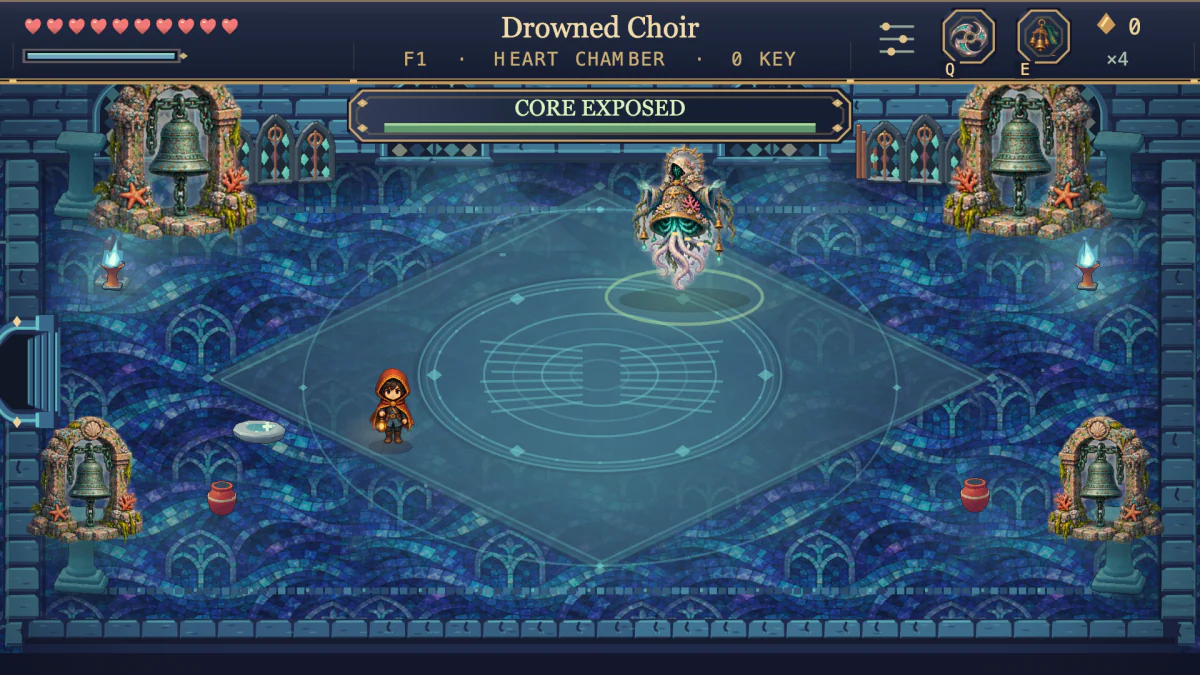 Drowned Choir
F1 · HEART CHAMBER · 0 KEY
Q
E
0
×4
CORE EXPOSED